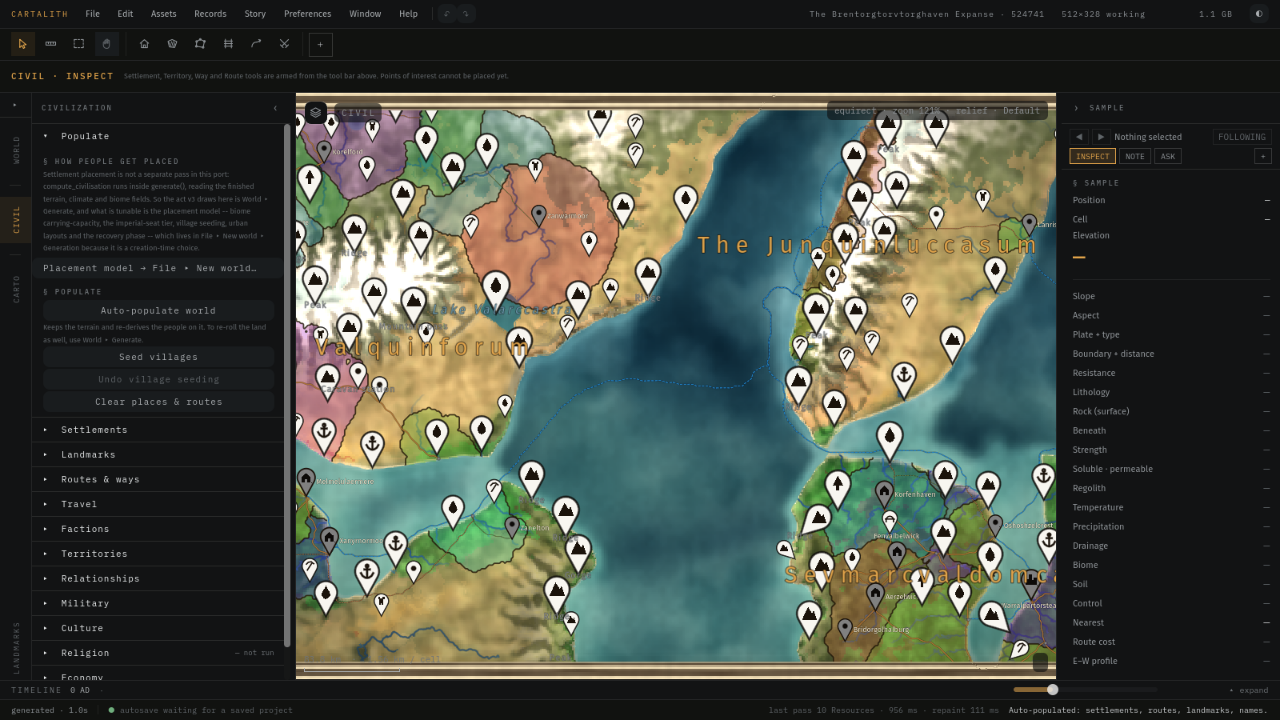 CARTALITH File Edit Assets Records Story Preferences Window Help
The Brentorgtorvtorghaven Expanse · 524741 512×328 working 1.1 GB
CIVIL · INSPECT Settlement, Territory, Way and Route tools are armed from the tool bar above. Points of interest cannot be placed yet.
WORLD
CIVIL
CARTO
LANDMARKS
CIVILIZATION
Populate
§ HOW PEOPLE GET PLACED
Settlement placement is not a separate pass in this port:
compute_civilisation runs inside generate(), reading the finished
terrain, climate and biome fields. So the act v3 draws here is World •
Generate, and what is tunable is the placement model — biome
carrying-capacity, the imperial-seat tier, village seeding, urban
layouts and the recovery phase — which lives in File • New world •
Generation because it is a creation-time choice.
Placement model → File • New world…
§ POPULATE
Auto-populate world
Keeps the terrain and re-derives the people on it. To re-roll the land
as well, use World • Generate.
Seed villages
Undo village seeding
Clear places & routes
Settlements
Landmarks
Routes & ways
Travel
Factions
Territories
Relationships
Military
Culture
Religion — not run
Economy
CIVIL
equirect · zoom 121% · relief · Default
The Junquinluccasum
Valquinforum
Peak
Ridge
Korfenhaven
Aerzelwis
Bridorgozalburg
SAMPLE
Nothing selected FOLLOWING
INSPECT NOTE ASK +
§ SAMPLE
Position —
Cell
Elevation
—
Slope —
Aspect —
Plate + type —
Boundary + distance —
Resistance —
Lithology —
Rock (surface) —
Beneath —
Strength —
Soluble · permeable —
Regolith —
Temperature —
Precipitation —
Drainage —
Biome —
Soil —
Control —
Nearest —
Route cost —
E–W profile —
TIMELINE 0 AD · • expand
generated · 1.0s autosave waiting for a saved project
last pass 10 Resources · 956 ms · repaint 111 ms Auto-populated: settlements, routes, landmarks, names.